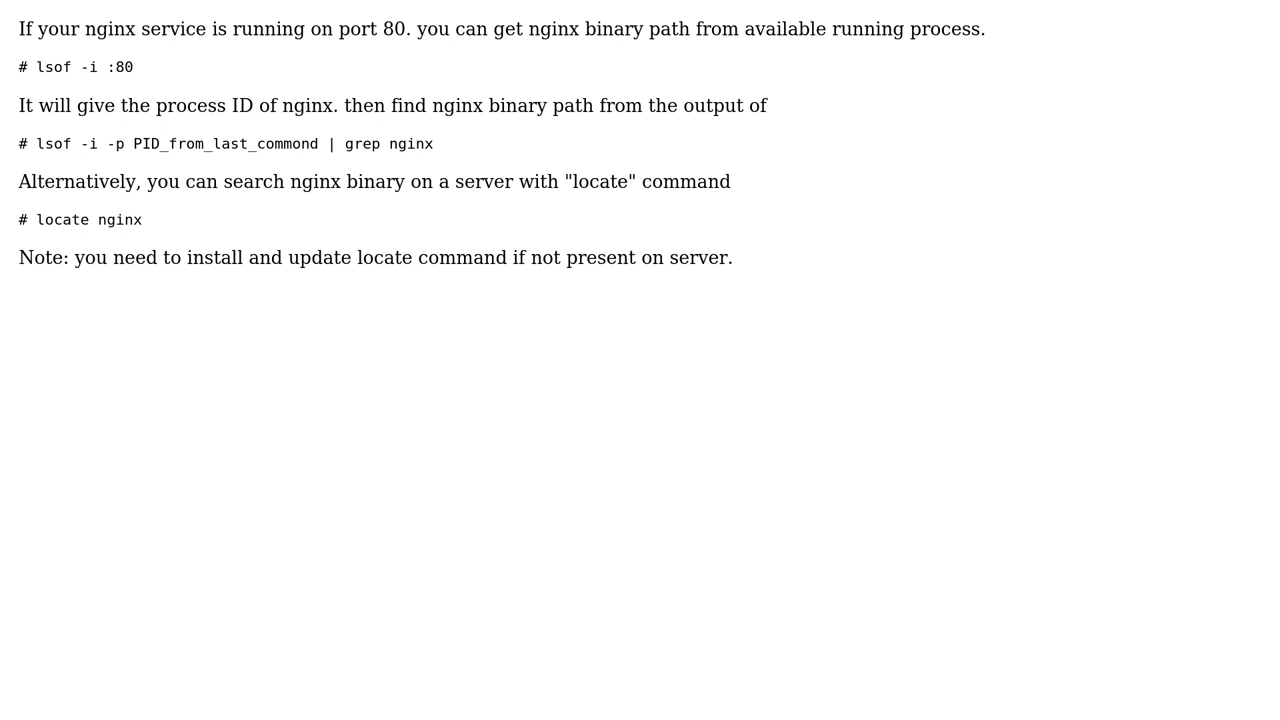 If your nginx service is running on port 80. you can get nginx binary path from available running process.
# lsof -i :80
It will give the process ID of nginx. then find nginx binary path from the output of
# lsof -i -p PID_from_last_commond | grep nginx
Alternatively, you can search nginx binary on a server with "locate" command
# locate nginx
Note: you need to install and update locate command if not present on server.